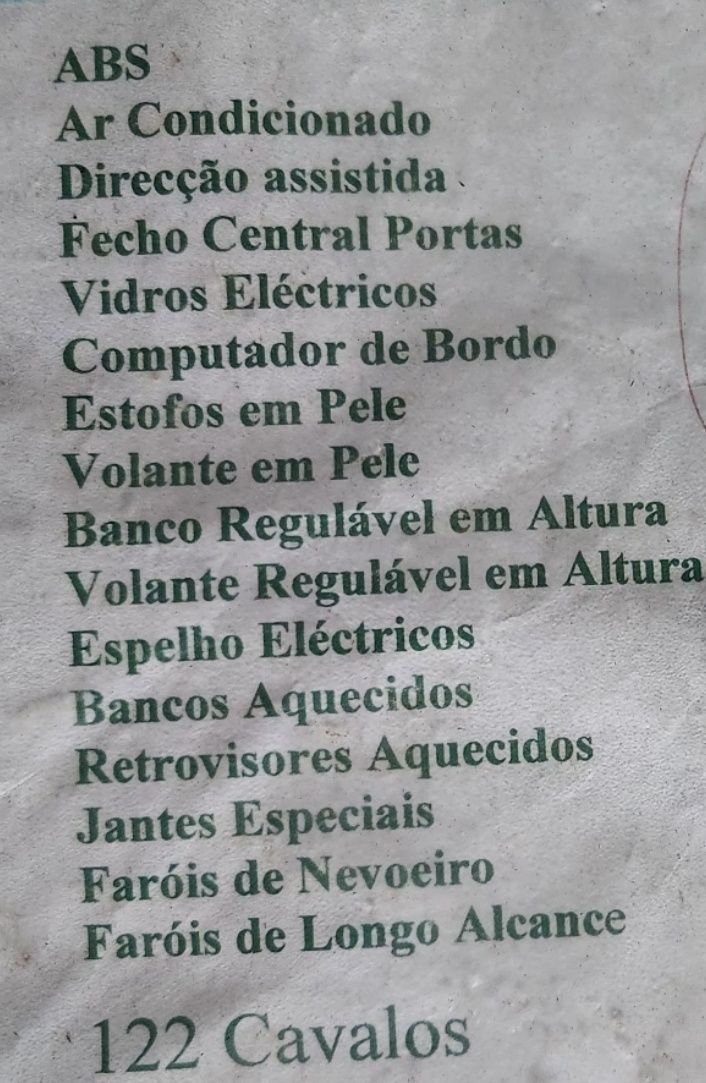 ABS
Ar Condicionado
Direcção assistida
Fecho Central Portas
Vidros Eléctricos
Computador de Bordo
Estofos em Pele
Volante em Pele
Banco Regulável em Altura
Volante Regulável em Altura
Espelho Eléctricos
Bancos Aquecidos
Retrovisores Aquecidos
Jantes Especiais
Faróis de Nevoeiro
Faróis de Longo Alcance
122 Cavalos